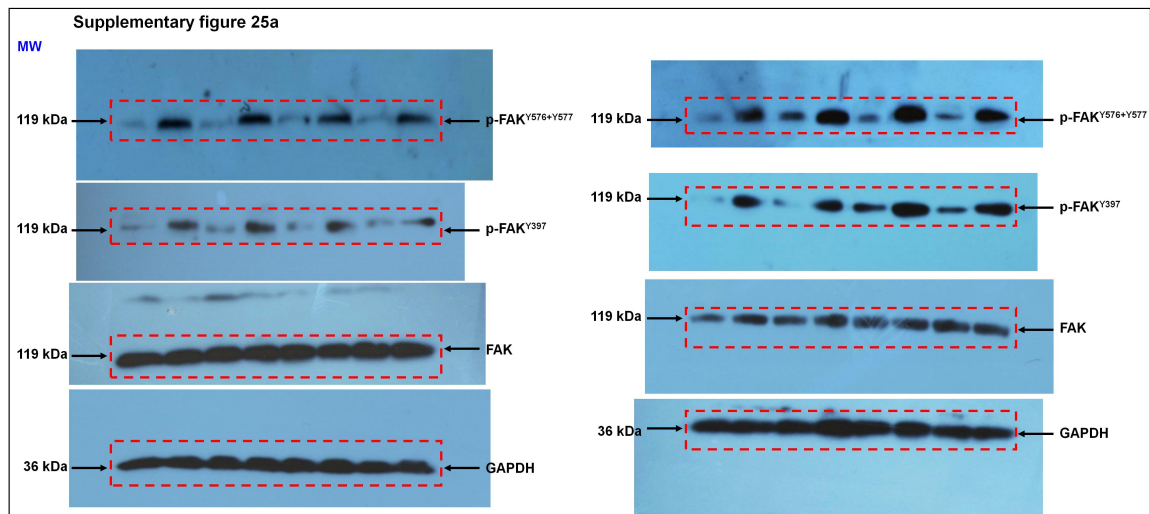 Supplementary figure 25a
MW
119 kDa
p-FAKY576+Y577
119 kDa
p-FAKY397
119 kDa
FAK
36 kDa
GAPDH
119 kDa
p-FAKY576+Y577
119 kDa
p-FAKY397
119 kDa
FAK
36 kDa
GAPDH